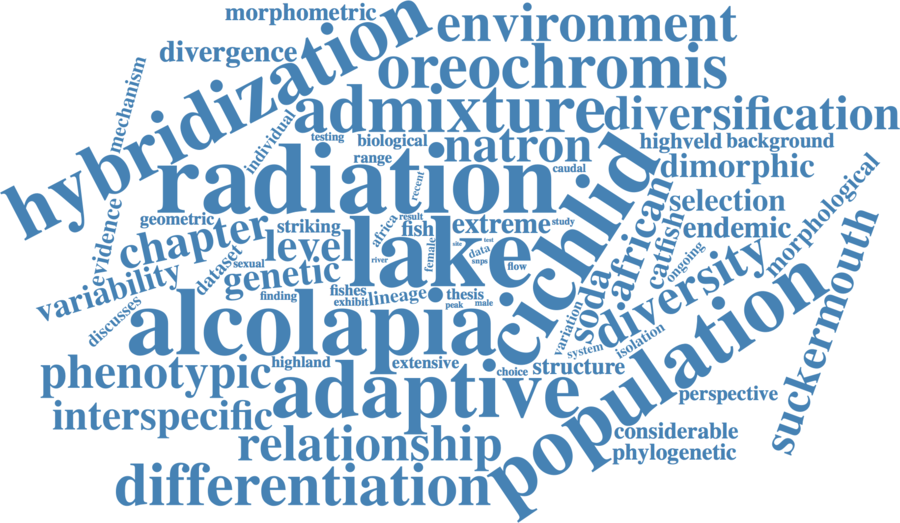 morphometric
environment
divergence
oreochromis
hybridization
mechanism
admixture
diversification
individual
testing
biological
natron
highveld
background
range
caudal
radiation
recent
cichlid
dimorphic
morphological
selection
geometric
striking
africa
result
fish
extreme
study
african
catfish
endemic
evidence
chapter
level
lake
female
site
test
data
snps
flow
river
ongoing
variability
dataset
sexual
genetic
finding
fishes
exhibit
lineage
thesis
peak
male
soda
diversity
suckermouth
discusses
alcolapia
variation
system
isolation
population
phenotypic
highland
extensive
choice
structure
adaptive
perspective
interspecific
relationship
considerable
phylogenetic
differentiation